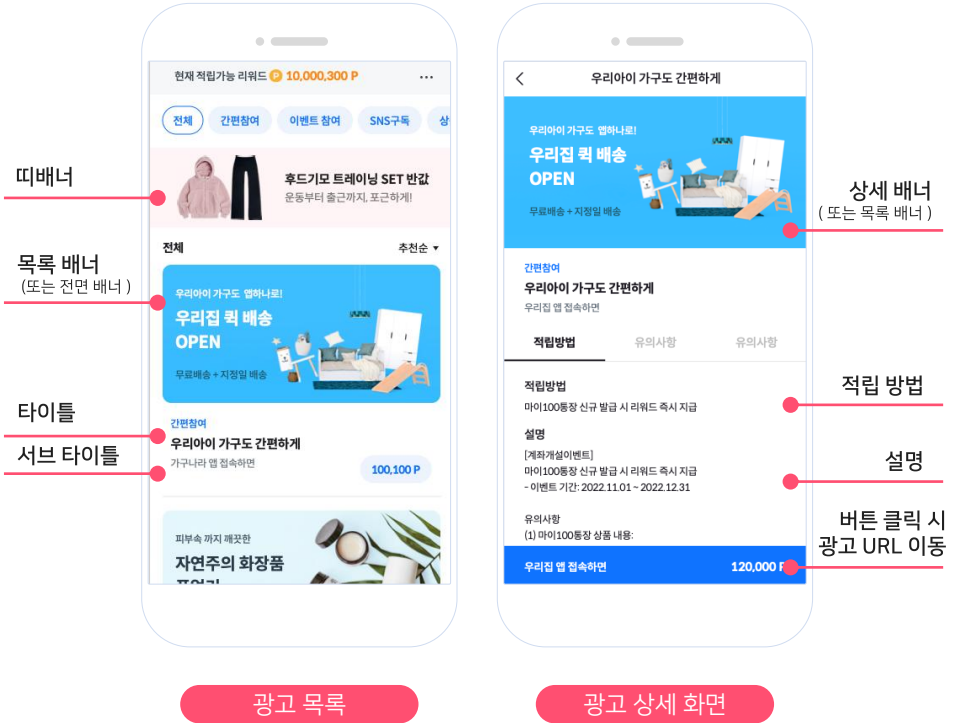 현재 적립가능 리워드 P 10,000,300 P
전체 간편참여 이벤트 참여 SNS구독 상
띠배너
후드기모 트레이닝 SET 반값
운동부터 출근까지, 포근하게!
전체 추천순
목록 배너
(또는 전면 배너 )
우리아이 가구도 앱하나로!
우리집 퀵 배송
OPEN
무료배송 + 지정일 배송
타이틀
간편참여
우리아이 가구도 간편하게
서브 타이틀
가구나라 앱 접속하면
100,100 P
피부속 까지 깨끗한
자연주의 화장품
광고 목록
우리아이 가구도 간편하게
우리아이 가구도 앱하나로!
우리집 퀵 배송
OPEN
무료배송 + 지정일 배송
상세 배너
( 또는 목록 배너 )
간편참여
우리아이 가구도 간편하게
우리집 앱 접속하면
적립방법 유의사항 유의사항
적립방법
마이100통장 신규 발급 시 리워드 즉시 지급
적립 방법
설명
[계좌개설이벤트]
마이100통장 신규 발급 시 리워드 즉시 지급
- 이벤트 기간: 2022.11.01 ~ 2022.12.31
설명
유의사항
(1) 마이100통장 상품 내용:
버튼 클릭 시
광고 URL 이동
우리집 앱 접속하면 120,000 P
광고 상세 화면